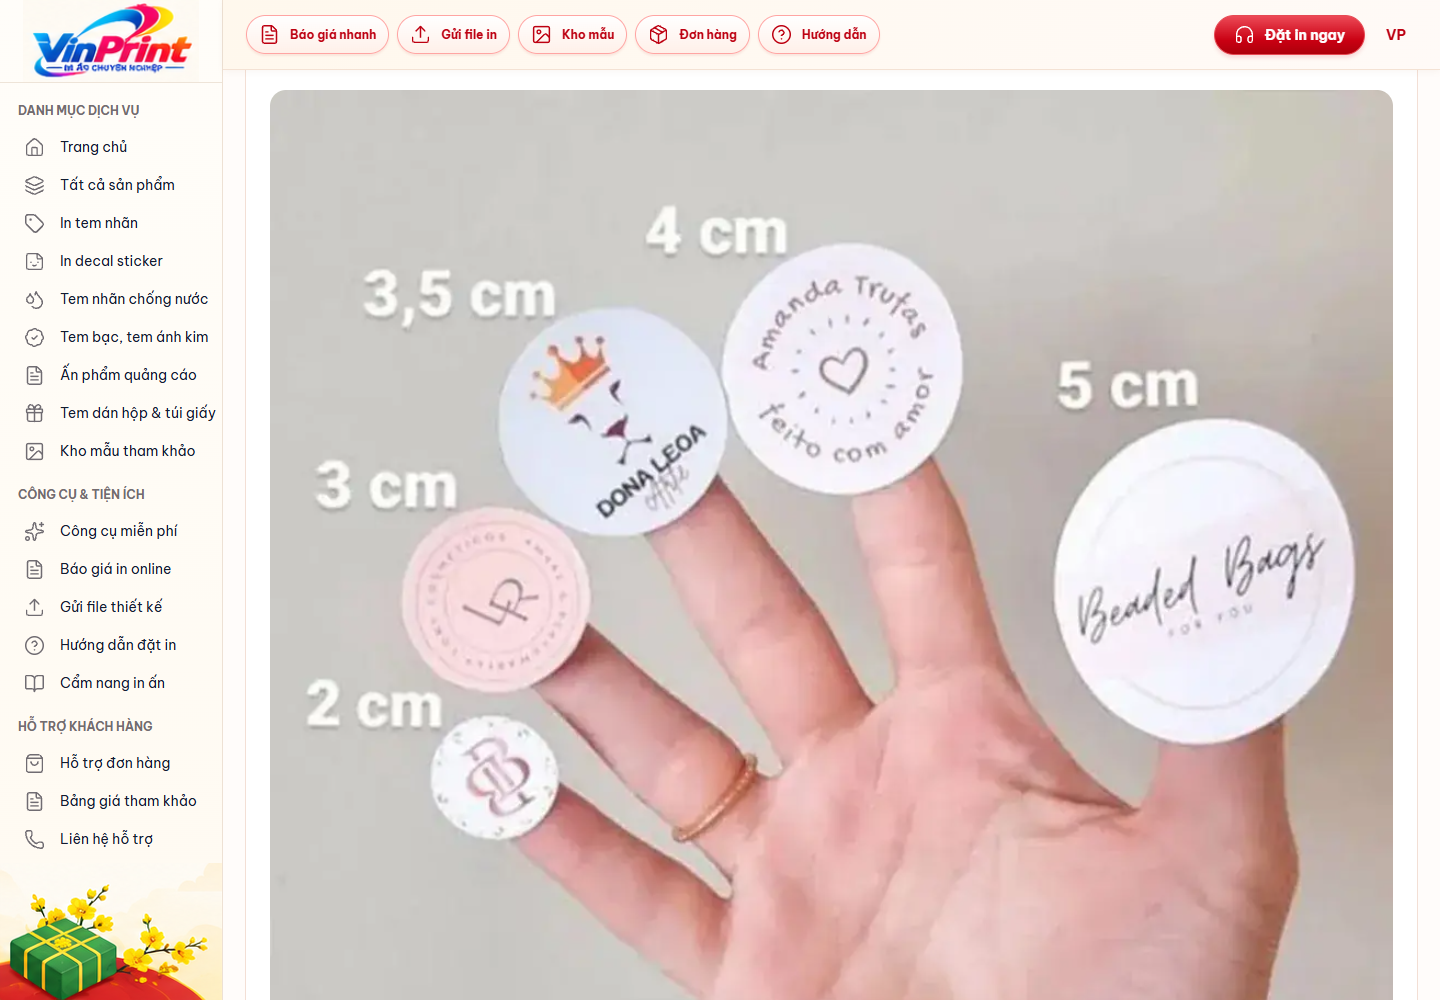 VinPrint
IN ẤN CHUYÊN NGHIỆP
Báo giá nhanh
Gửi file in
Kho mẫu
Đơn hàng
Hướng dẫn
Đặt in ngay
VP
DANH MỤC DỊCH VỤ
Trang chủ
Tất cả sản phẩm
In tem nhãn
In decal sticker
Tem nhãn chống nước
Tem bạc, tem ánh kim
Ấn phẩm quảng cáo
Tem dán hộp & túi giấy
Kho mẫu tham khảo
CÔNG CỤ & TIỆN ÍCH
Công cụ miễn phí
Báo giá in online
Gửi file thiết kế
Hướng dẫn đặt in
Cẩm nang in ấn
HỖ TRỢ KHÁCH HÀNG
Hỗ trợ đơn hàng
Bảng giá tham khảo
Liên hệ hỗ trợ
4 cm
Amanda Trufas
feito com amor
3,5 cm
DONA LEOA
Arte
5 cm
Beaded Bags
FOR YOU
3 cm
LR
2 cm